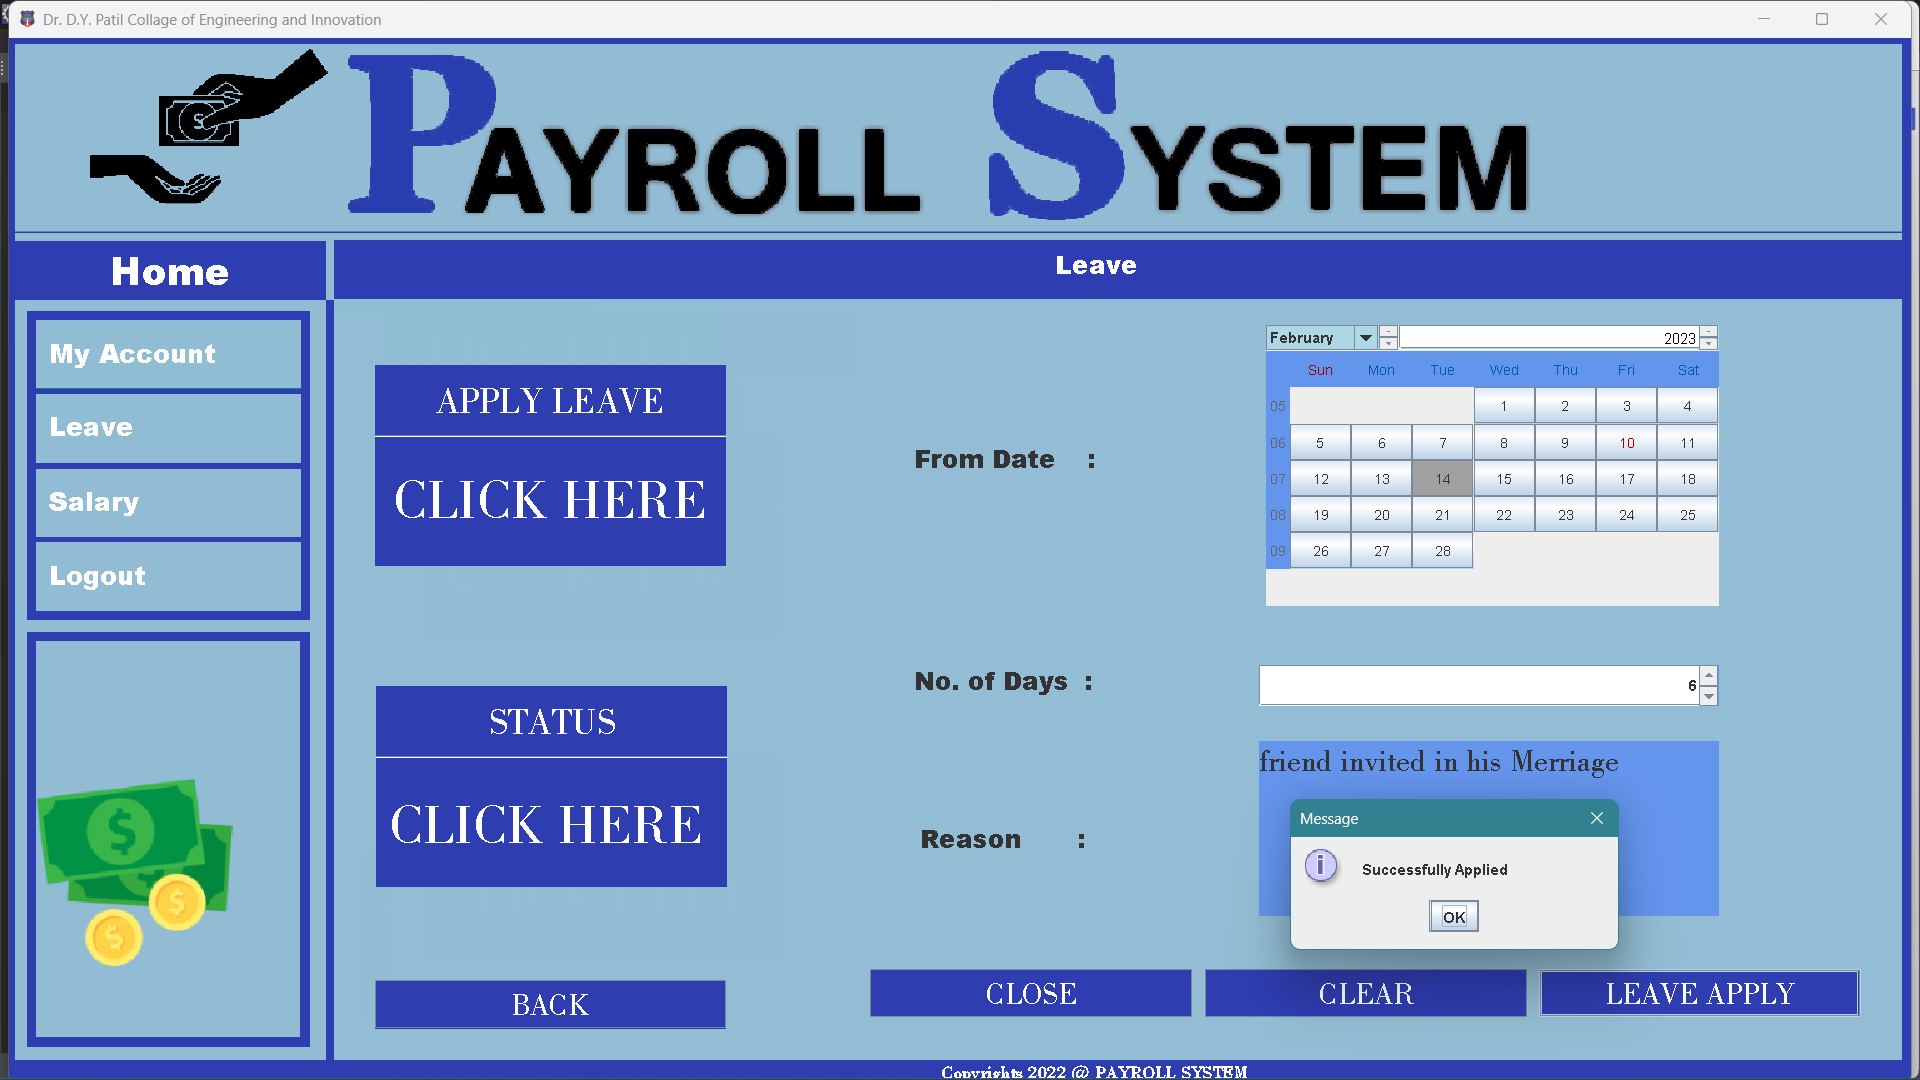 Dr. D.Y. Patil Collage of Engineering and Innovation
PAYROLL SYSTEM
Home
Leave
My Account
Leave
Salary
Logout
APPLY LEAVE
CLICK HERE
STATUS
CLICK HERE
BACK
From Date :
February 2023
Sun Mon Tue Wed Thu Fri Sat
05 1 2 3 4
06 5 6 7 8 9 10 11
07 12 13 14 15 16 17 18
08 19 20 21 22 23 24 25
09 26 27 28
No. of Days : 6
Reason :
friend invited in his Merriage
Message
Successfully Applied
OK
CLOSE
CLEAR
LEAVE APPLY
Copyrights 2022 @ PAYROLL SYSTEM